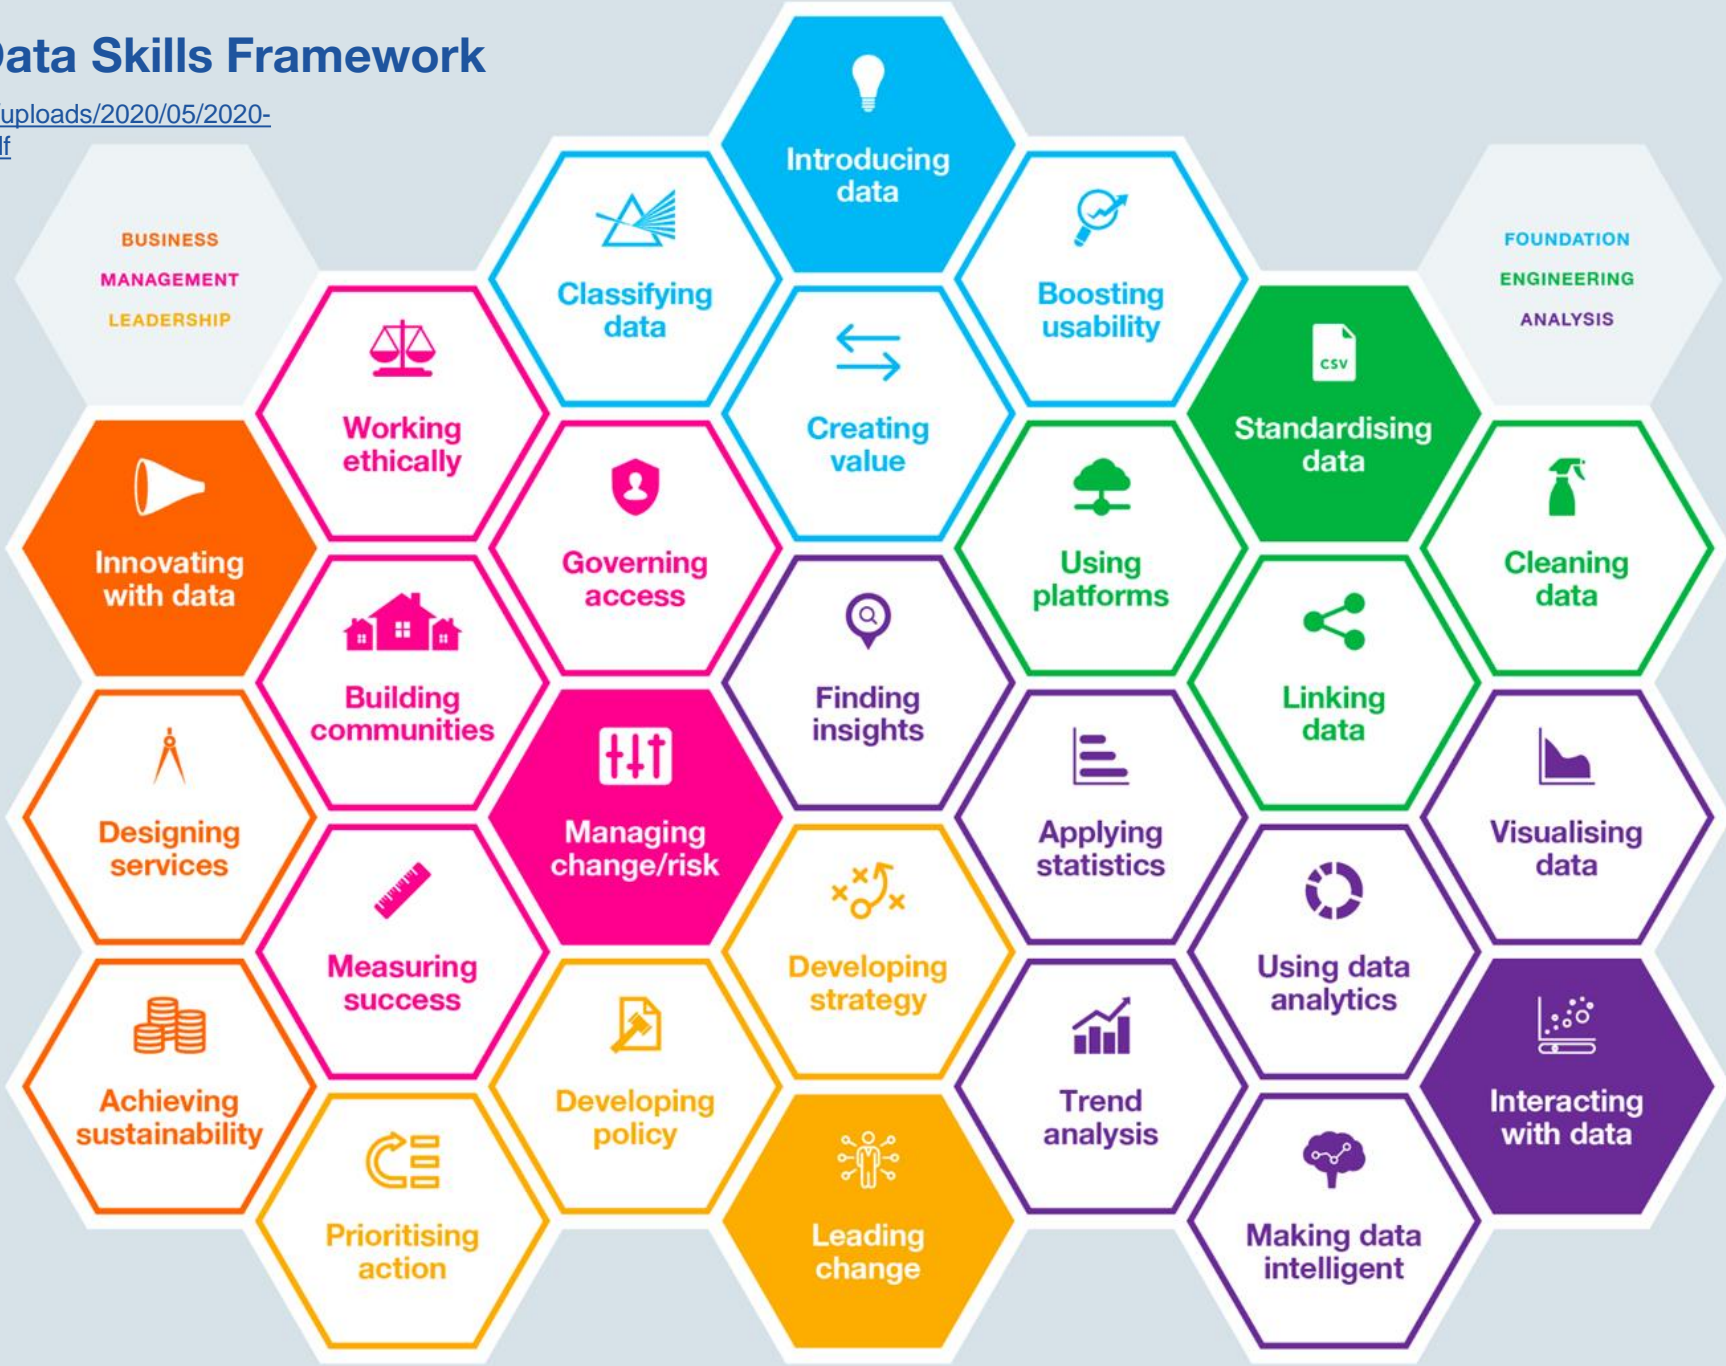 Data Skills Framework
/uploads/2020/05/2020-
BUSINESS
MANAGEMENT
LEADERSHIP
FOUNDATION
ENGINEERING
ANALYSIS
Introducing
data
Classifying
data
Boosting
usability
Working
ethically
Creating
value
Standardising
data
Innovating
with data
Governing
access
Using
platforms
CSV
Cleaning
data
Building
communities
Finding
insights
Linking
data
Designing
services
Managing
change/risk
Applying
statistics
Visualising
data
Measuring
success
Developing
strategy
Using data
analytics
Achieving
sustainability
Developing
policy
Trend
analysis
Interacting
with data
Prioritising
action
Leading
change
Making data
intelligent